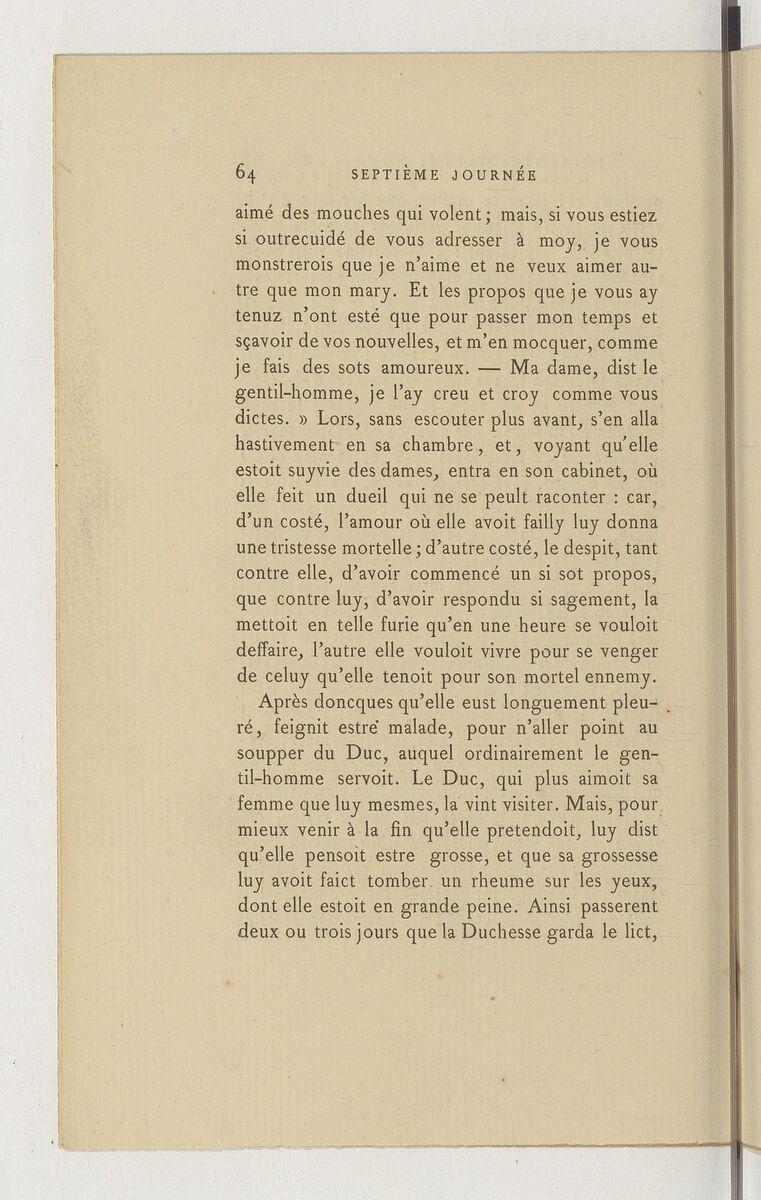 64 SEPTIÈME JOURNÉE
aimé des mouches qui volent ; mais, si vous estiez
si outrecuidé de vous adresser à moy, je vous
monstrerois que je n'aime et ne veux aimer au-
tre que mon mary. Et les propos que je vous ay
tenuz n'ont esté que pour passer mon temps et
sçavoir de vos nouvelles, et m'en mocquer, comme
je fais des sots amoureux. — Ma dame, dist le
gentil-homme, je l'ay creu et croy comme vous
dictes. » Lors, sans escouter plus avant, s'en alla
hastivement en sa chambre, et, voyant qu'elle
estoit suyvie des dames, entra en son cabinet, où
elle feit un dueil qui ne se peult raconter : car,
d'un costé, l'amour où elle avoit failly luy donna
une tristesse mortelle ; d'autre costé, le despit, tant
contre elle, d'avoir commencé un si sot propos,
que contre luy, d'avoir respondu si sagement, la
mettoit en telle furie qu'en une heure se vouloit
deffaire, l'autre elle vouloit vivre pour se venger
de celuy qu'elle tenoit pour son mortel ennemy.
Après doncques qu'elle eust longuement pleu-
ré, feignit estre malade, pour n'aller point au
soupper du Duc, auquel ordinairement le gen-
til-homme servoit. Le Duc, qui plus aimoit sa
femme que luy mesmes, la vint visiter. Mais, pour
mieux venir à la fin qu'elle pretendoit, luy dist
qu'elle pensoit estre grosse, et que sa grossesse
luy avoit faict tomber un rheume sur les yeux,
dont elle estoit en grande peine. Ainsi passerent
deux ou trois jours que la Duchesse garda le lict,